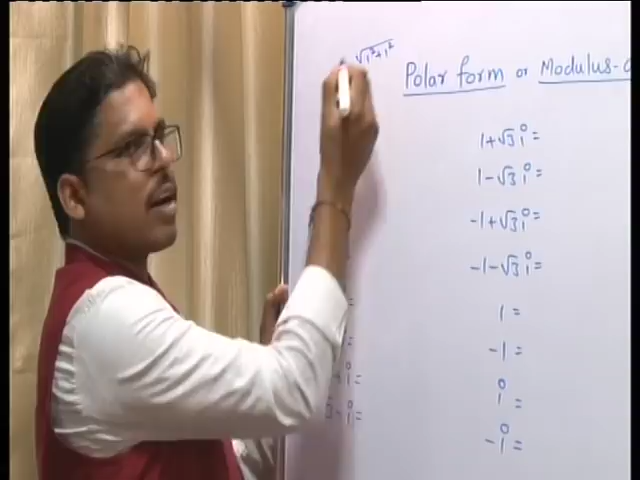 √1²+1²
Polar form or Modulus-
1+√3i=
1-√3i=
-1+√3i=
-1-√3i=
1=
-1=
i=
-i=
=
=
+i=
-i=